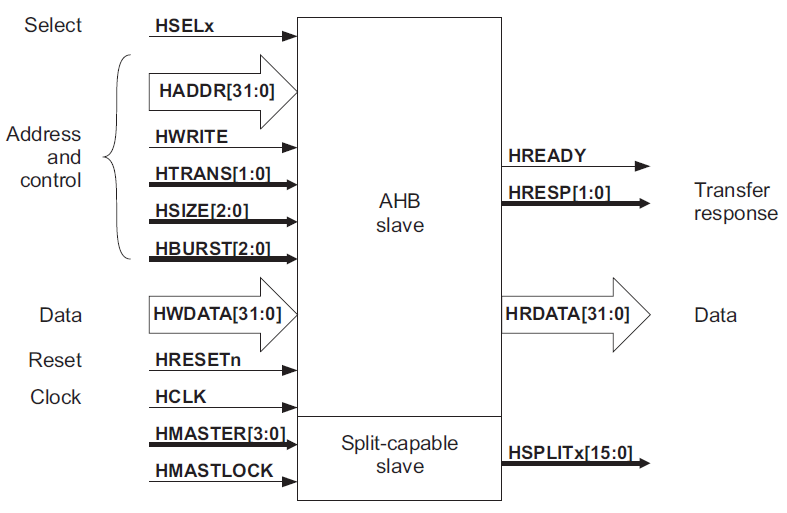 Select
HSELx
HADDR[31:0]
Address
and
control
HWRITE
HTRANS[1:0]
HSIZE[2:0]
HBURST[2:0]
Data
HWDATA[31:0]
Reset
HRESETn
Clock
HCLK
HMASTER[3:0]
HMASTLOCK
AHB
slave
Split-capable
slave
HREADY
HRESP[1:0]
Transfer
response
HRDATA[31:0]
Data
HSPLITx[15:0]